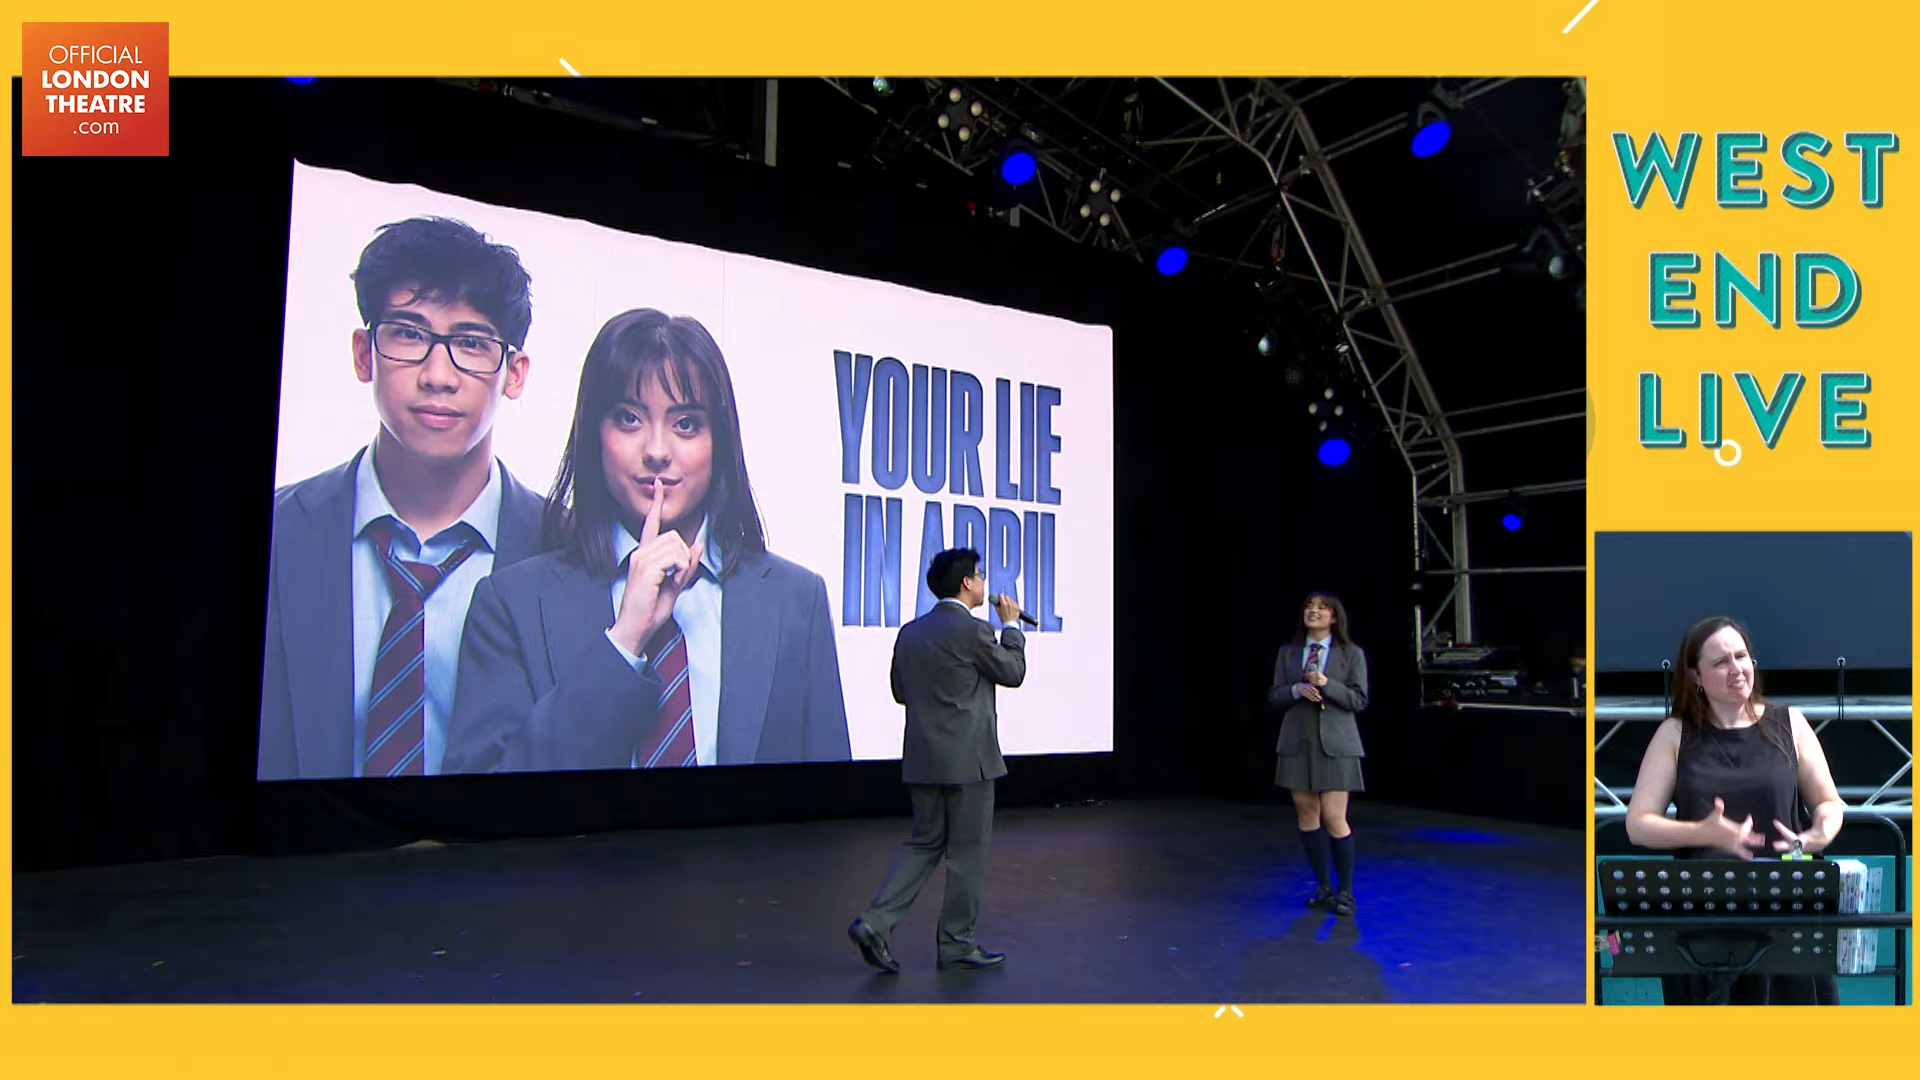 OFFICIAL
LONDON
THEATRE
.com
YOUR LIE
IN APRIL
WEST
END
LIVE